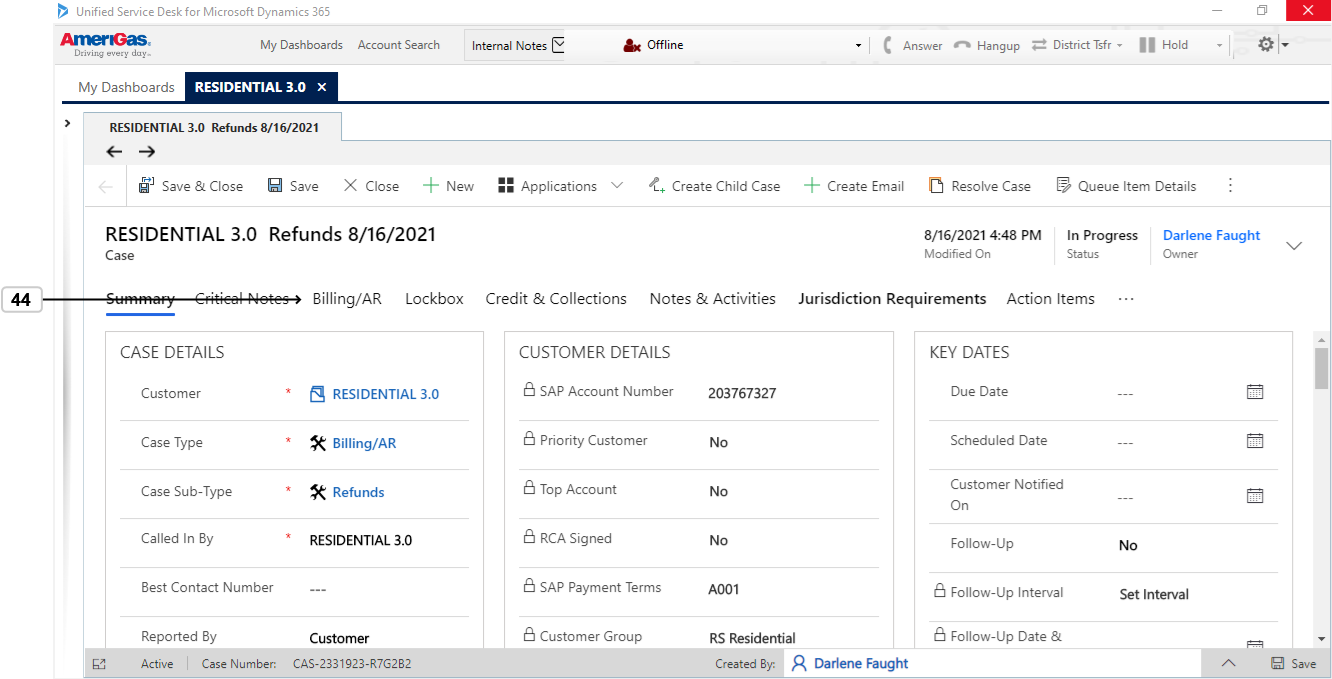 Unified Service Desk for Microsoft Dynamics 365
AmeriGas.
Driving every day..
My Dashboards Account Search Internal Notes Offline Answer Hangup District Tsfr Hold
My Dashboards RESIDENTIAL 3.0 ×
RESIDENTIAL 3.0 Refunds 8/16/2021
Save & Close Save Close New Applications Create Child Case Create Email Resolve Case Queue Item Details
RESIDENTIAL 3.0 Refunds 8/16/2021
Case
8/16/2021 4:48 PM
Modified On
In Progress
Status
Darlene Faught
Owner
44
Summary Critical Notes Billing/AR Lockbox Credit & Collections Notes & Activities Jurisdiction Requirements Action Items ...
CASE DETAILS
Customer * RESIDENTIAL 3.0
Case Type * Billing/AR
Case Sub-Type * Refunds
Called In By * RESIDENTIAL 3.0
Best Contact Number ---
Reported By Customer
CUSTOMER DETAILS
SAP Account Number 203767327
Priority Customer No
Top Account No
RCA Signed No
SAP Payment Terms A001
Customer Group RS Residential
KEY DATES
Due Date ---
Scheduled Date ---
Customer Notified
On ---
Follow-Up No
Follow-Up Interval Set Interval
Follow-Up Date &
Active Case Number: CAS-2331923-R7G2B2 Created By: Darlene Faught Save